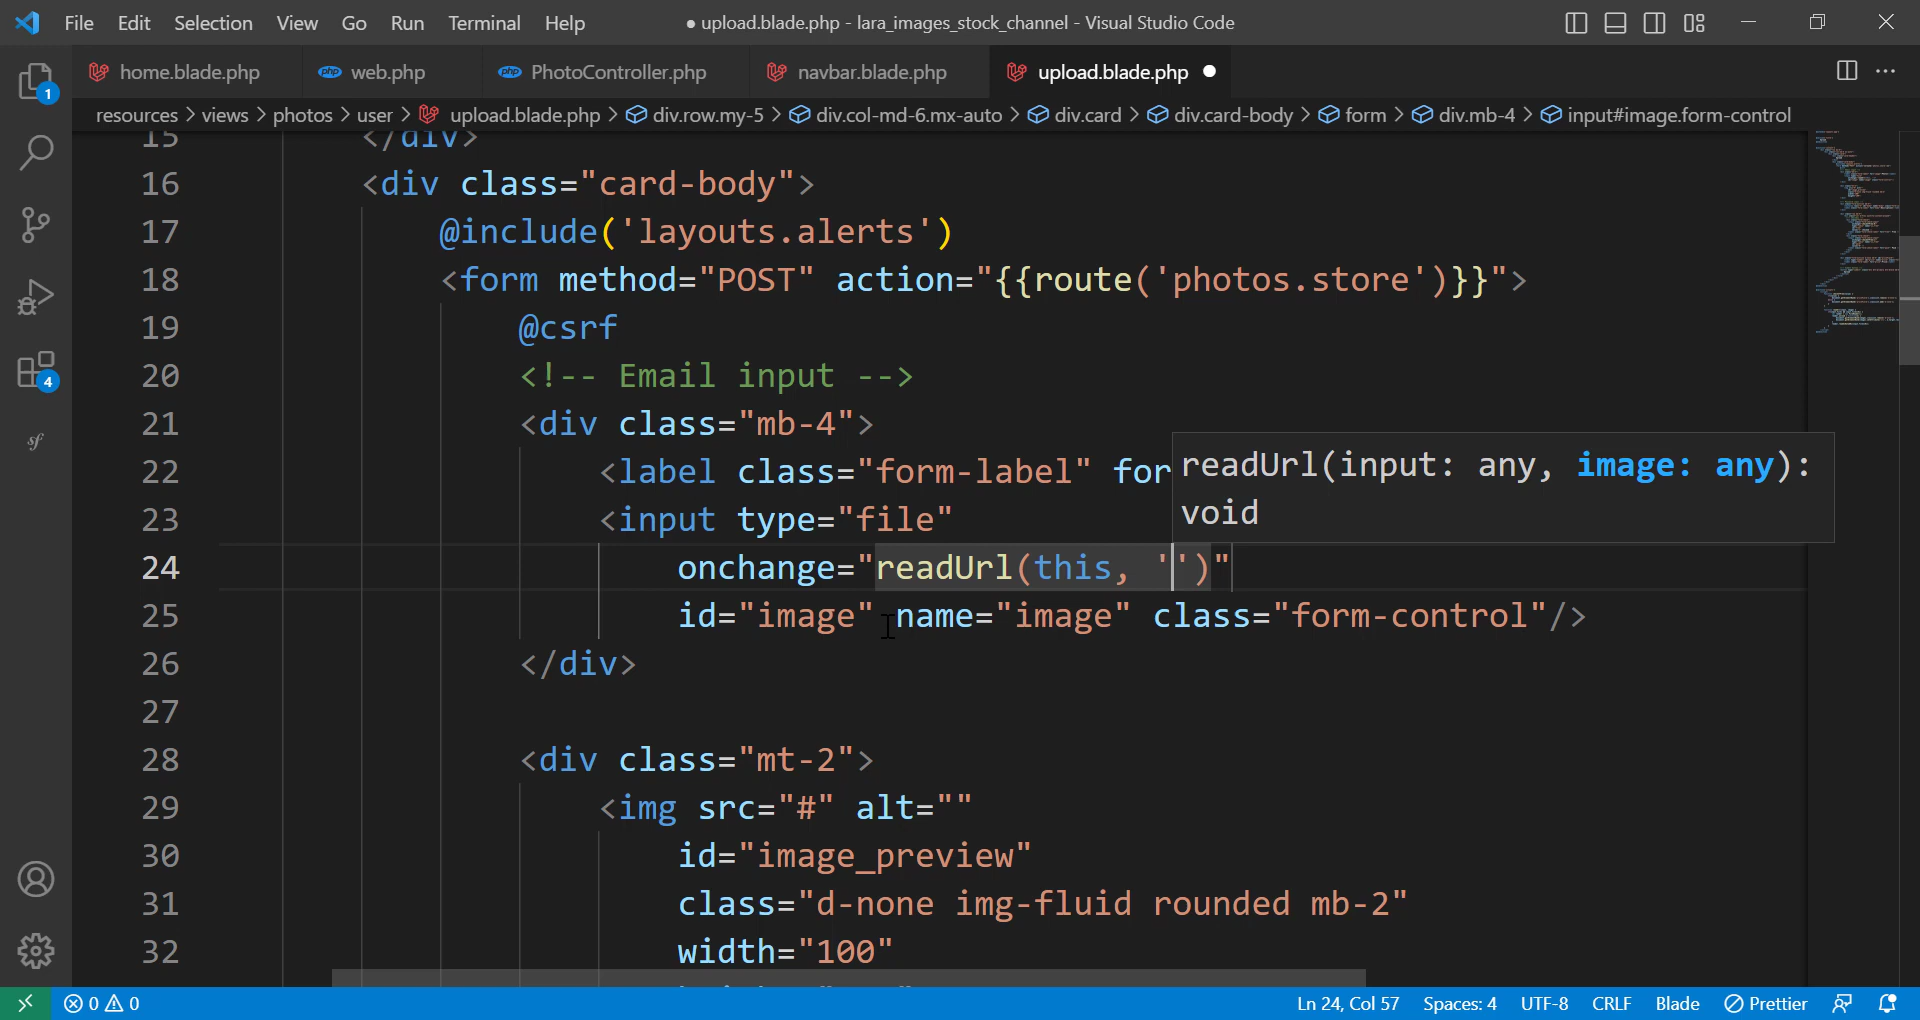 File Edit Selection View Go Run Terminal Help ● upload.blade.php - lara_images_stock_channel - Visual Studio Code
home.blade.php web.php PhotoController.php navbar.blade.php upload.blade.php
resources > views > photos > user > upload.blade.php > div.row.my-5 > div.col-md-6.mx-auto > div.card > div.card-body > form > div.mb-4 > input#image.form-control
15 </div>
16 <div class="card-body">
17 @include('layouts.alerts')
18 <form method="POST" action="{{route('photos.store')}}">
19 @csrf
20 <!-- Email input -->
21 <div class="mb-4">
22 <label class="form-label" for
readUrl(input: any, image: any):
void
23 <input type="file"
24 onchange="readUrl(this, '')"
25 id="image" name="image" class="form-control"/>
26 </div>
27
28 <div class="mt-2">
29 <img src="#" alt=""
30 id="image_preview"
31 class="d-none img-fluid rounded mb-2"
32 width="100"
1
4
sf
0 0 Ln 24, Col 57 Spaces: 4 UTF-8 CRLF Blade Prettier